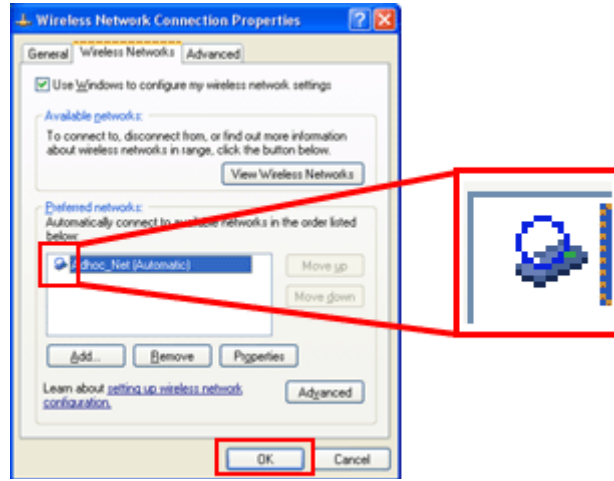 Wireless Network Connection Properties
General Wireless Networks Advanced
Use Windows to configure my wireless network settings
Available networks:
To connect to, disconnect from, or find out more information
about wireless networks in range, click the button below.
View Wireless Networks
Preferred networks:
Automatically connect to available networks in the order listed
below:
Adhoc_Net (Automatic)
Move up
Move down
Add... Remove Properties
Learn about setting up wireless network
configuration.
Advanced
OK Cancel